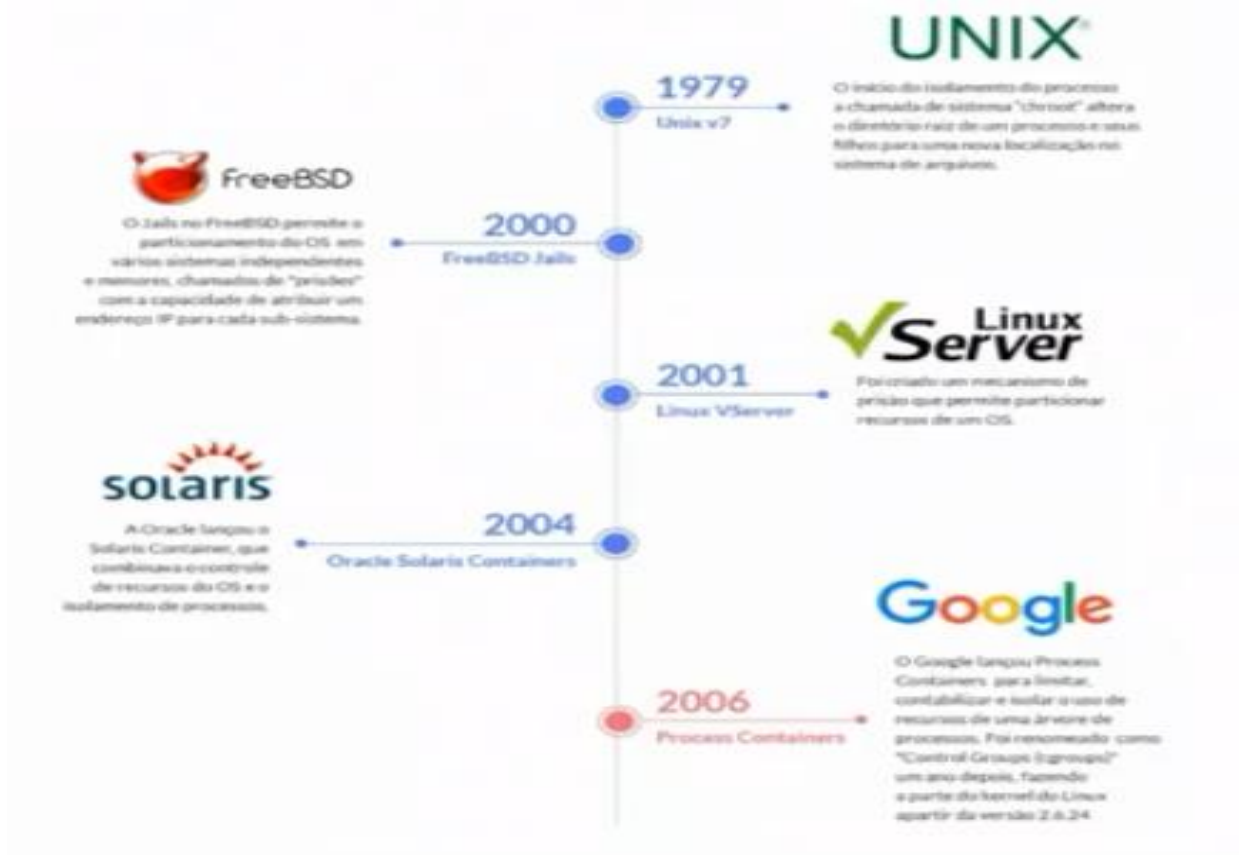 UNIX
1979
Unix v7
O início do isolamento do processo
a chamada de sistema "chroot" altera
o diretório raiz de um processo e seus
filhos para uma nova localização no
sistema de arquivos.
FreeBSD
2000
FreeBSD Jails
O Jails no FreeBSD permite o
particionamento do OS em
vários sistemas independentes
e menores, chamados de "prisões"
com a capacidade de atribuir um
endereço IP para cada sub-sistema.
Linux
VServer
2001
Linux VServer
Foi criado um mecanismo de
prisão que permite particionar
recursos de um OS.
solaris
2004
Oracle Solaris Containers
A Oracle lançou o
Solaris Container, que
combinava o controle
de recursos do OS e o
isolamento de processos.
Google
2006
Process Containers
O Google lançou Process
Containers para limitar,
contabilizar e isolar o uso de
recursos de uma árvore de
processos. Foi renomeado como
"Control Groups (cgroups)"
um ano depois, fazendo
a parte do kernel do Linux
apartir da versão 2.6.24